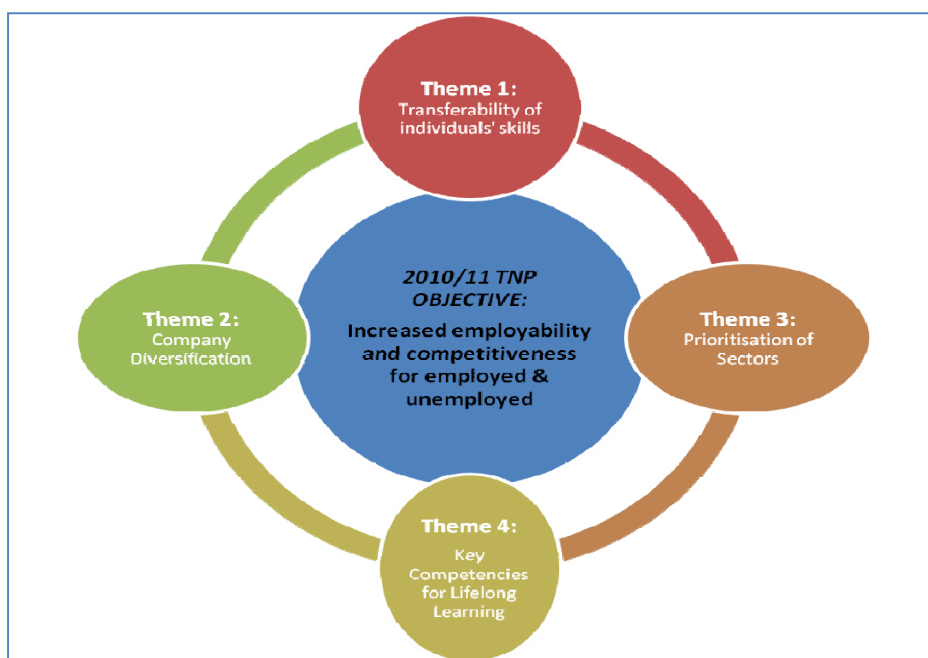 Theme 1:
Transferability of
individuals' skills
2010/11 TNP
OBJECTIVE:
Increased employability
and competitiveness
for employed &
unemployed
Theme 2:
Company
Diversification
Theme 3:
Prioritisation of
Sectors
Theme 4:
Key
Competencies
for Lifelong
Learning